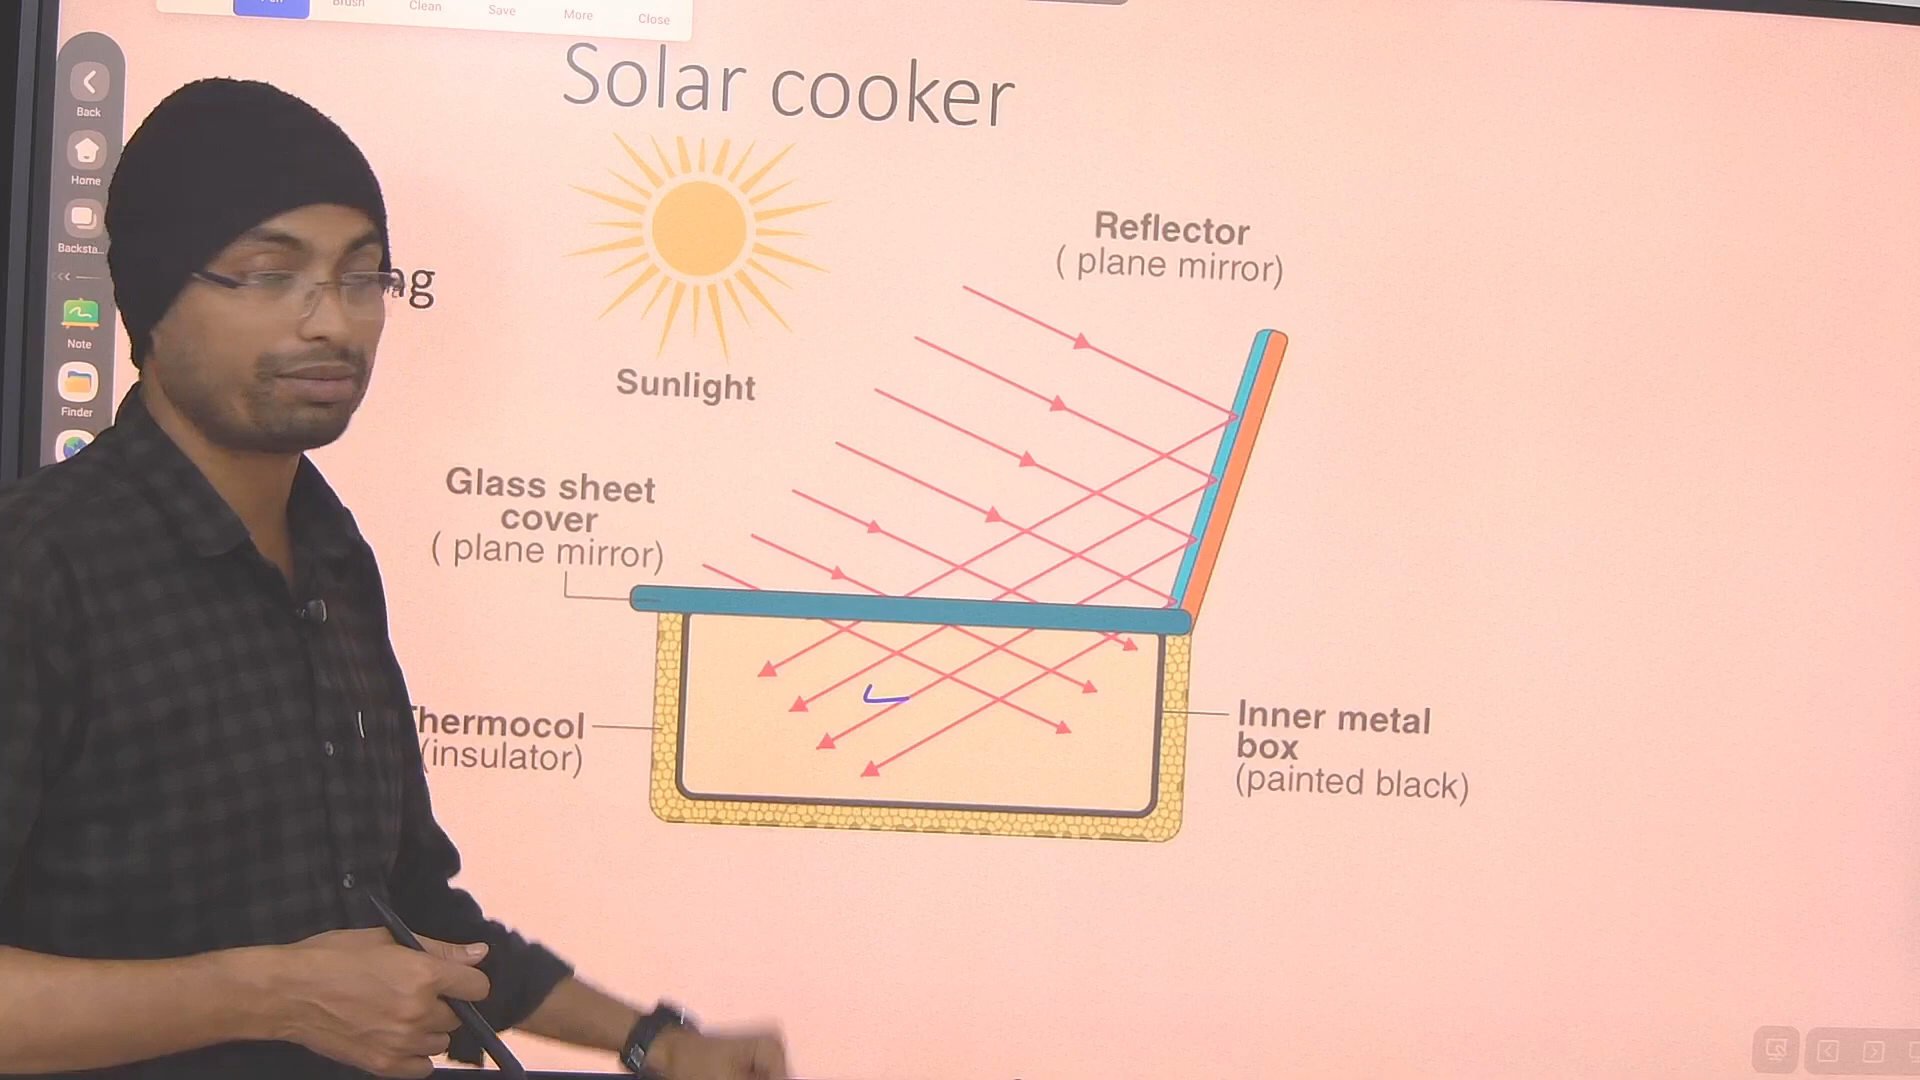 Brush
Clean
Save
More
Close
Back
Home
Backsta...
Note
Finder
Solar cooker
Sunlight
Reflector
( plane mirror)
Glass sheet
cover
( plane mirror)
(insulator)
Inner metal
box
(painted black)